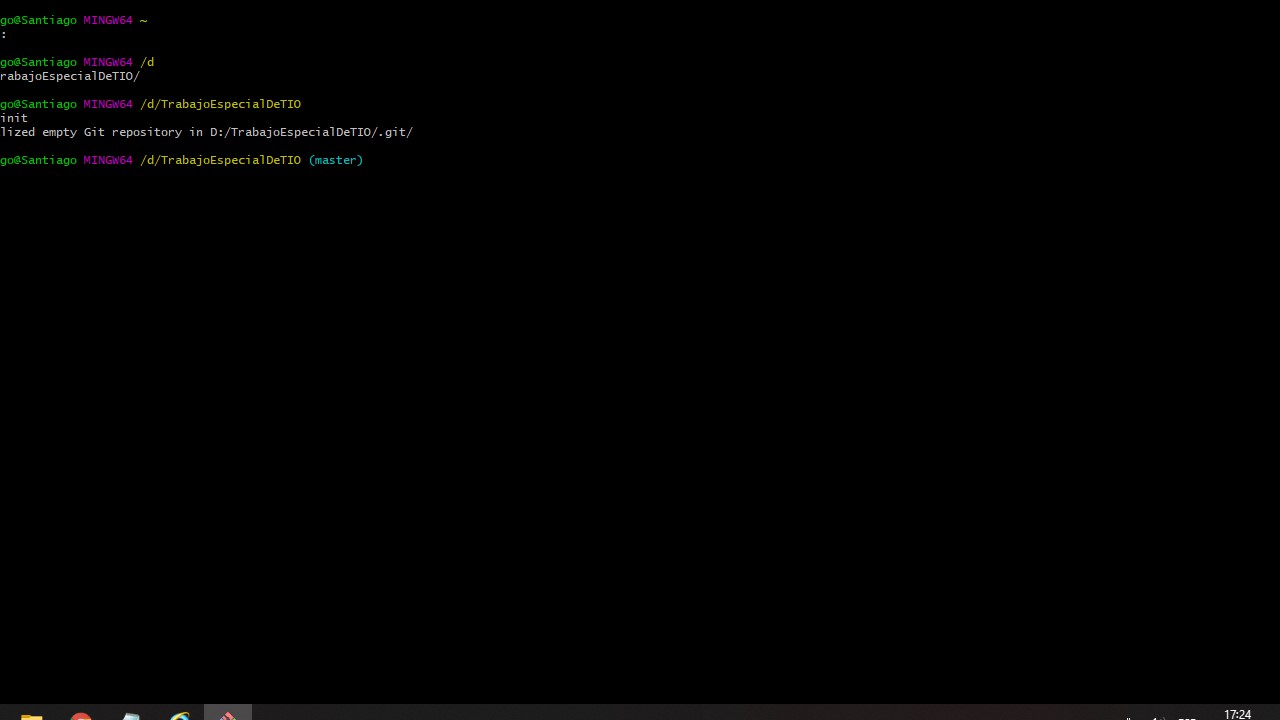 go@Santiago MINGW64 ~
:
go@Santiago MINGW64 /d
rabajoEspecialDeTIO/
go@Santiago MINGW64 /d/TrabajoEspecialDeTIO
init
lized empty Git repository in D:/TrabajoEspecialDeTIO/.git/
go@Santiago MINGW64 /d/TrabajoEspecialDeTIO (master)
17:24